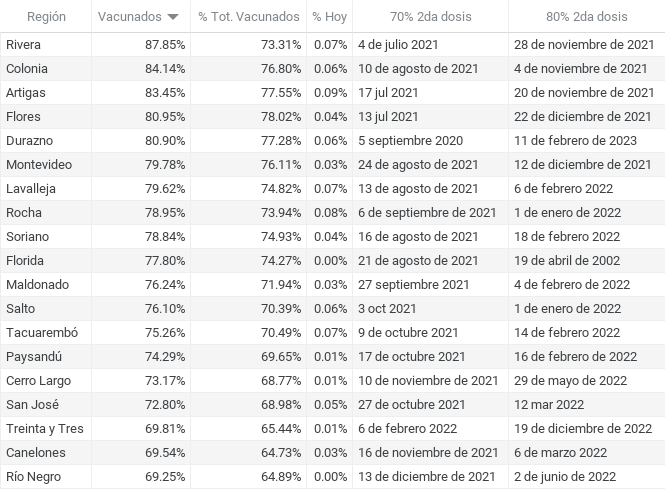 Región Vacunados % Tot. Vacunados % Hoy 70% 2da dosis 80% 2da dosis
Rivera 87.85% 73.31% 0.07% 4 de julio 2021 28 de noviembre de 2021
Colonia 84.14% 76.80% 0.06% 10 de agosto de 2021 4 de noviembre de 2021
Artigas 83.45% 77.55% 0.09% 17 jul 2021 20 de noviembre de 2021
Flores 80.95% 78.02% 0.04% 13 jul 2021 22 de diciembre de 2021
Durazno 80.90% 77.28% 0.06% 5 septiembre 2020 11 de febrero de 2023
Montevideo 79.78% 76.11% 0.03% 24 de agosto de 2021 12 de diciembre de 2021
Lavalleja 79.62% 74.82% 0.07% 13 de agosto de 2021 6 de febrero 2022
Rocha 78.95% 73.94% 0.08% 6 de septiembre de 2021 1 de enero de 2022
Soriano 78.84% 74.93% 0.04% 16 de agosto de 2021 18 de febrero 2022
Florida 77.80% 74.27% 0.00% 21 de agosto de 2021 19 de abril de 2002
Maldonado 76.24% 71.94% 0.03% 27 septiembre 2021 4 de febrero de 2022
Salto 76.10% 70.39% 0.06% 3 oct 2021 1 de enero de 2022
Tacuarembó 75.26% 70.49% 0.07% 9 de octubre 2021 14 de febrero de 2022
Paysandú 74.29% 69.65% 0.01% 17 de octubre 2021 16 de febrero de 2022
Cerro Largo 73.17% 68.77% 0.01% 10 de noviembre de 2021 29 de mayo de 2022
San José 72.80% 68.98% 0.05% 27 de octubre 2021 12 mar 2022
Treinta y Tres 69.81% 65.44% 0.01% 6 de febrero de 2022 19 de diciembre de 2022
Canelones 69.54% 64.73% 0.03% 16 de noviembre de 2021 6 de marzo de 2022
Río Negro 69.25% 64.89% 0.00% 13 de diciembre de 2021 2 de junio de 2022